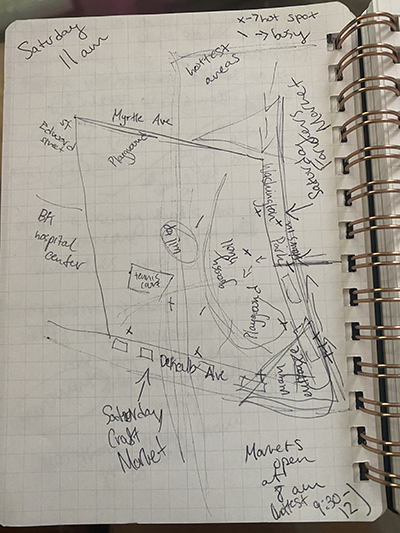 Saturday
11 am
x → hot spot
\ → busy
hottest
areas
Saturday
Farmers
Market
Myrtle Ave
Playground
Edward
street
St
Washington
Park
BK
hospital
center
grassy
hill
tennis
court
Playground
Dekalb Ave
Saturday
Craft
Market
Markets
open
at
8 am
hottest 9:30-
12